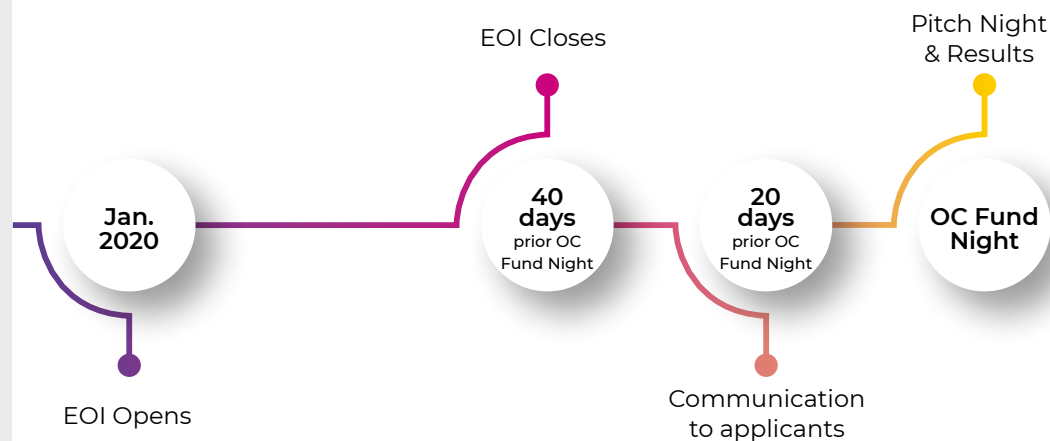 EOI Closes
Pitch Night
& Results
Jan.
2020
40
days
prior OC
Fund Night
20
days
prior OC
Fund Night
OC Fund
Night
EOI Opens
Communication
to applicants